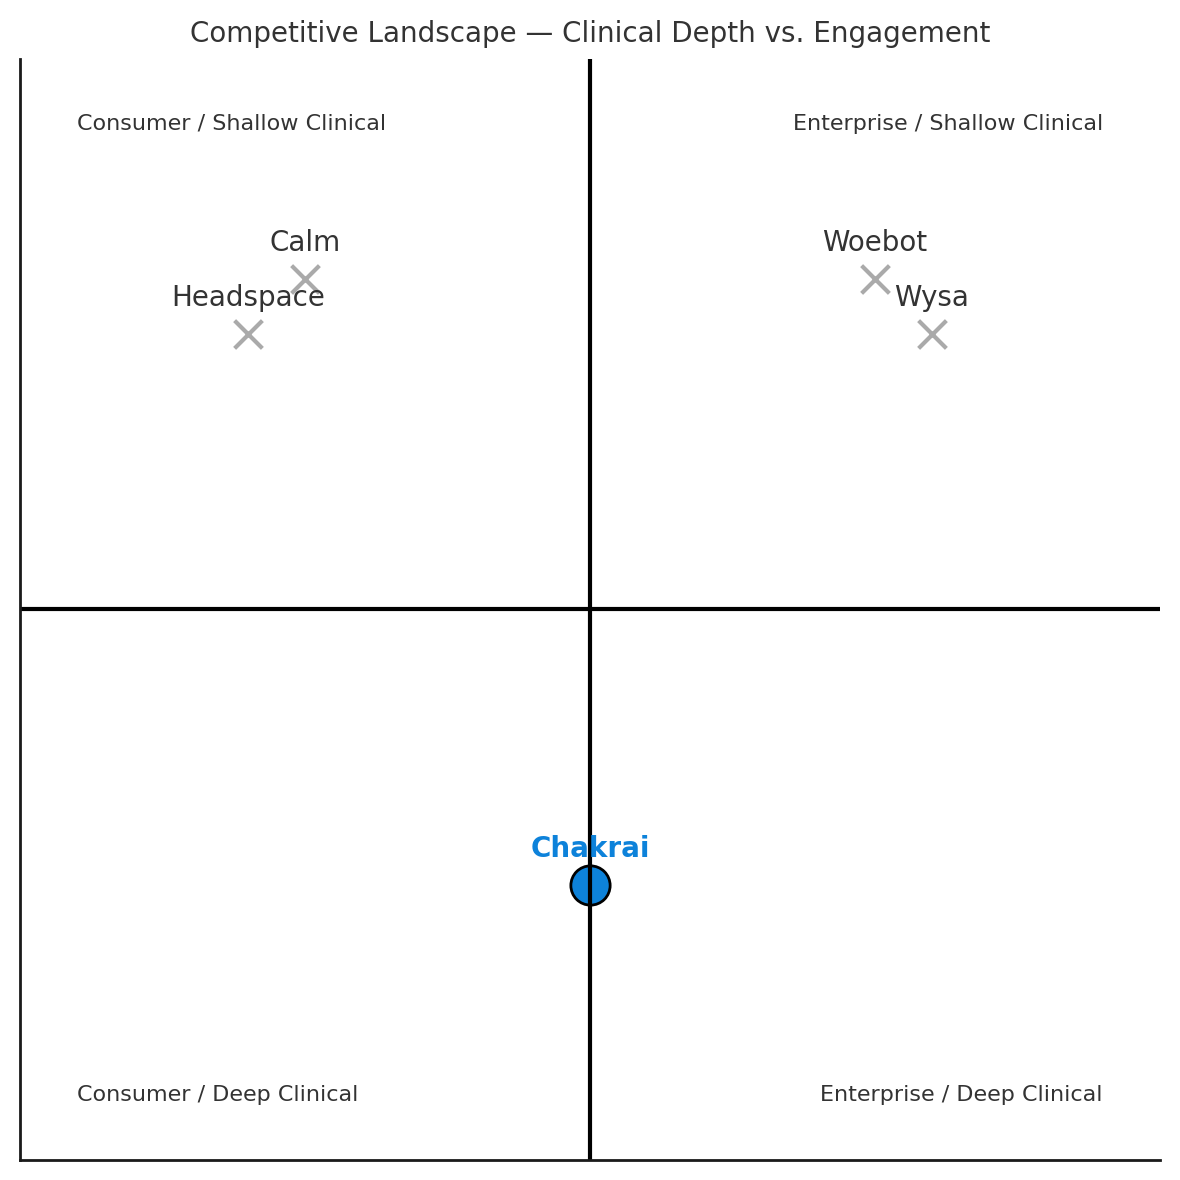 Competitive Landscape — Clinical Depth vs. Engagement
Consumer / Shallow Clinical
Enterprise / Shallow Clinical
Calm
Woebot
Headspace
Wysa
Chakrai
Consumer / Deep Clinical
Enterprise / Deep Clinical